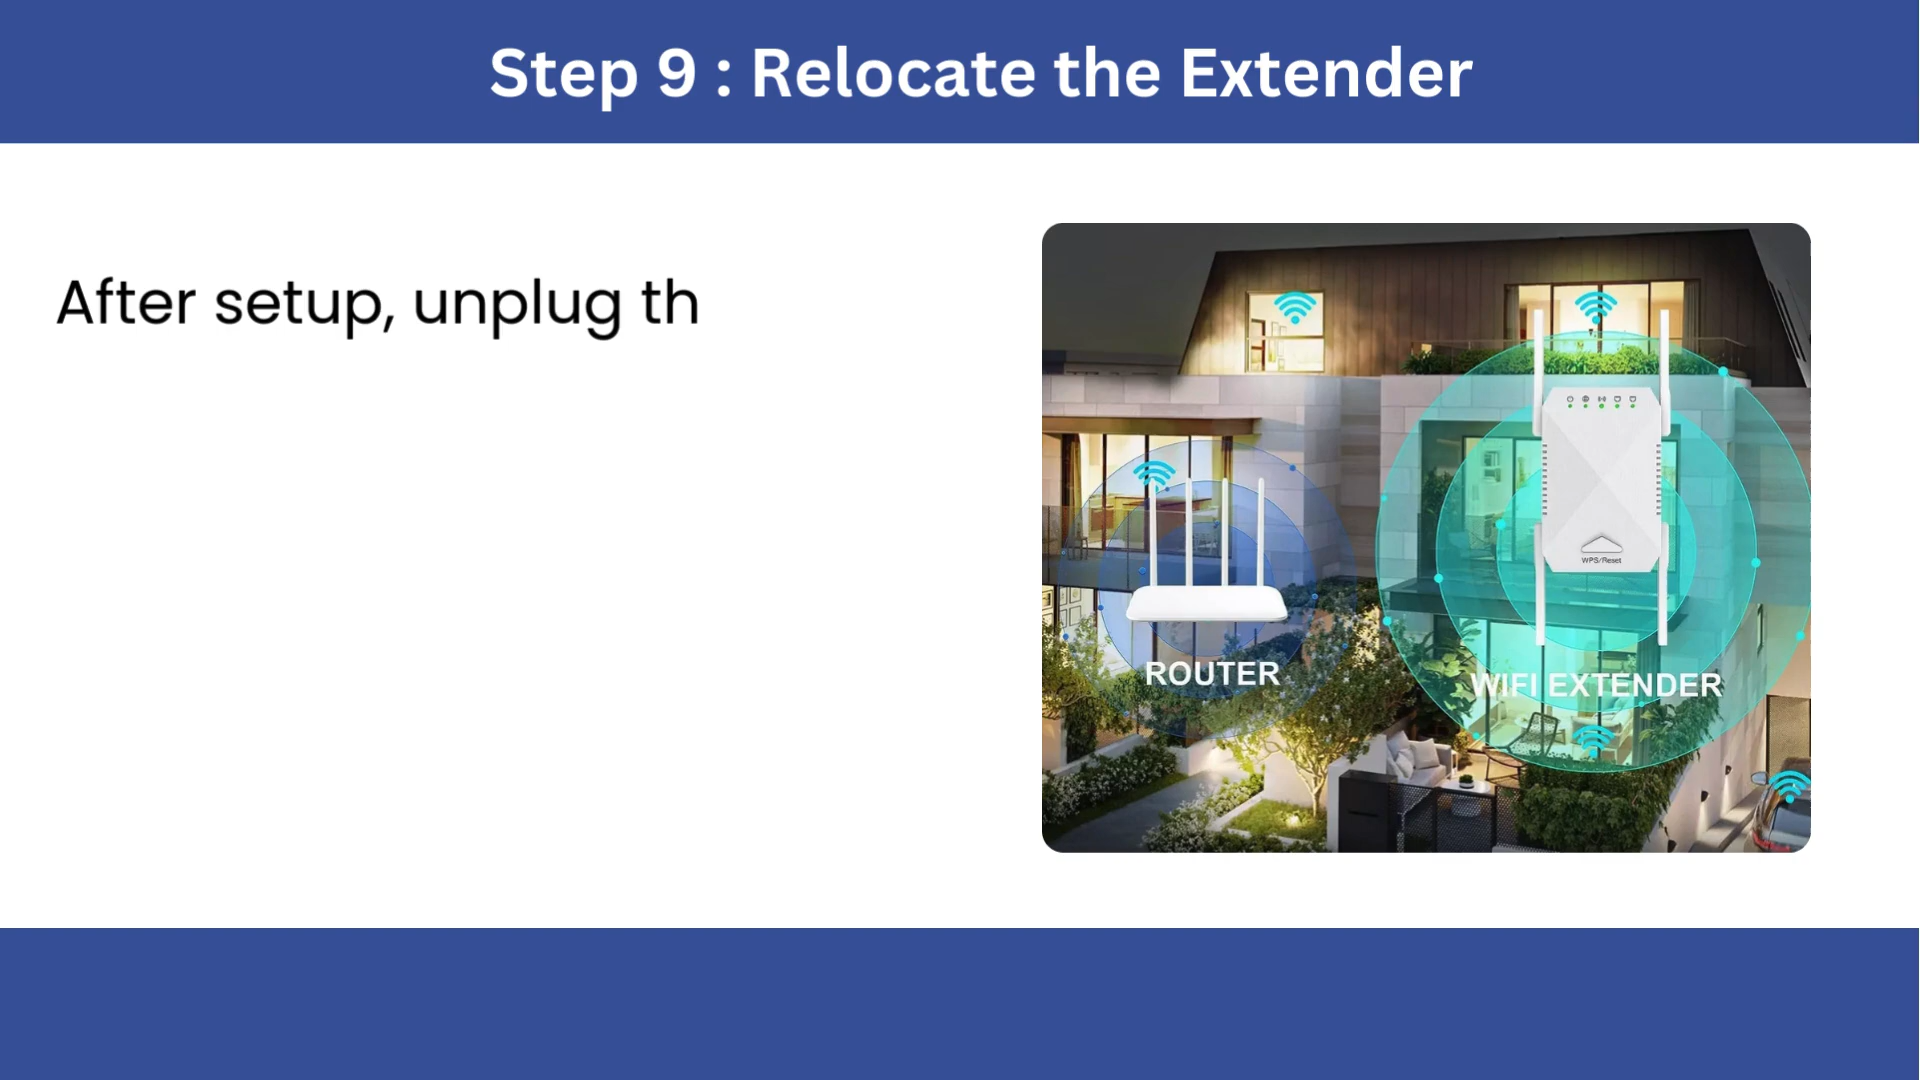 Step 9 : Relocate the Extender
After setup, unplug th
WPS/Reset
ROUTER
WIFI EXTENDER